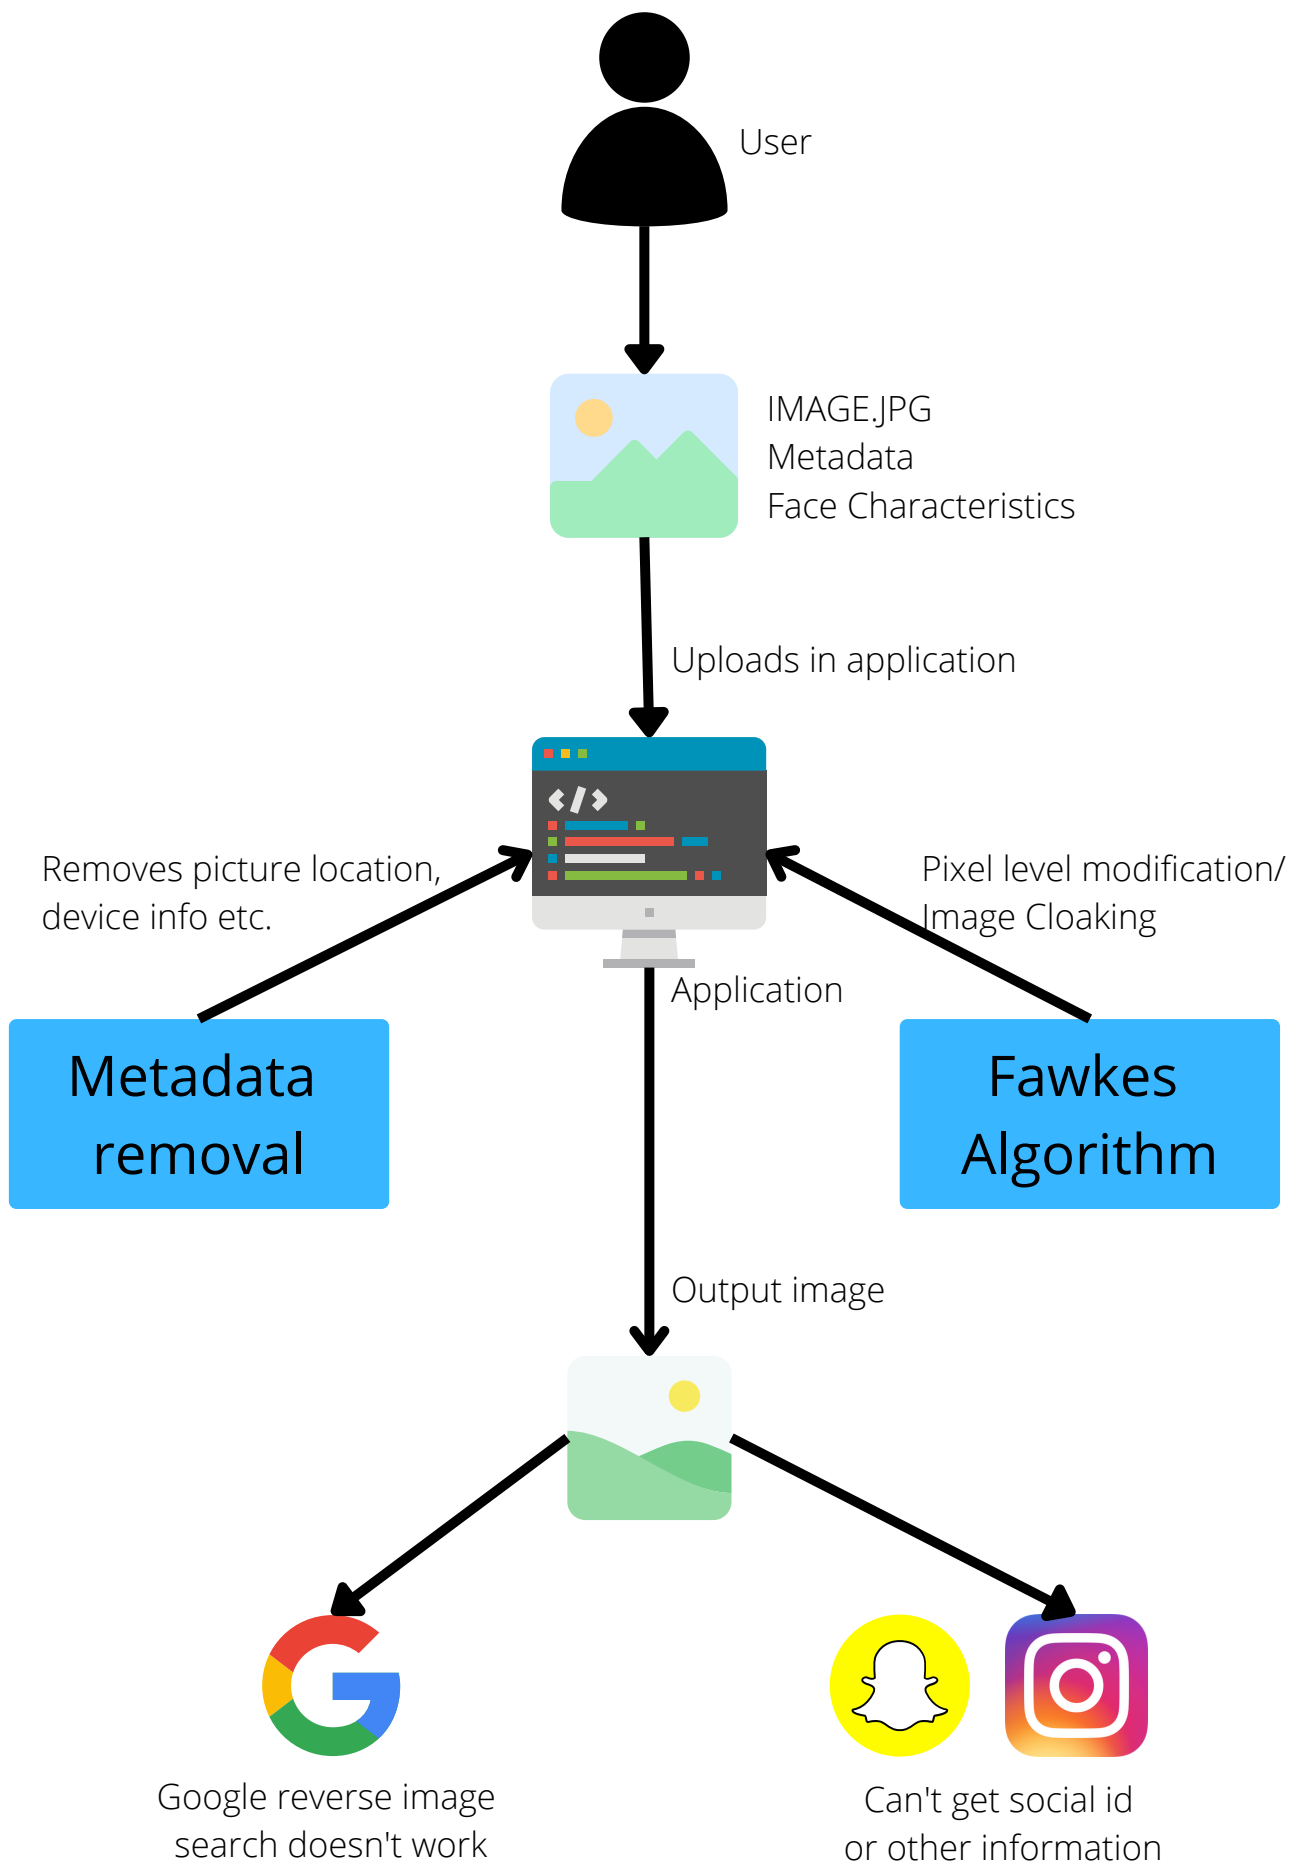 User
IMAGE.JPG
Metadata
Face Characteristics
Uploads in application
Removes picture location,
device info etc.
Pixel level modification/
Image Cloaking
Application
Metadata
removal
Fawkes
Algorithm
Output image
Google reverse image
search doesn't work
Can't get social id
or other information